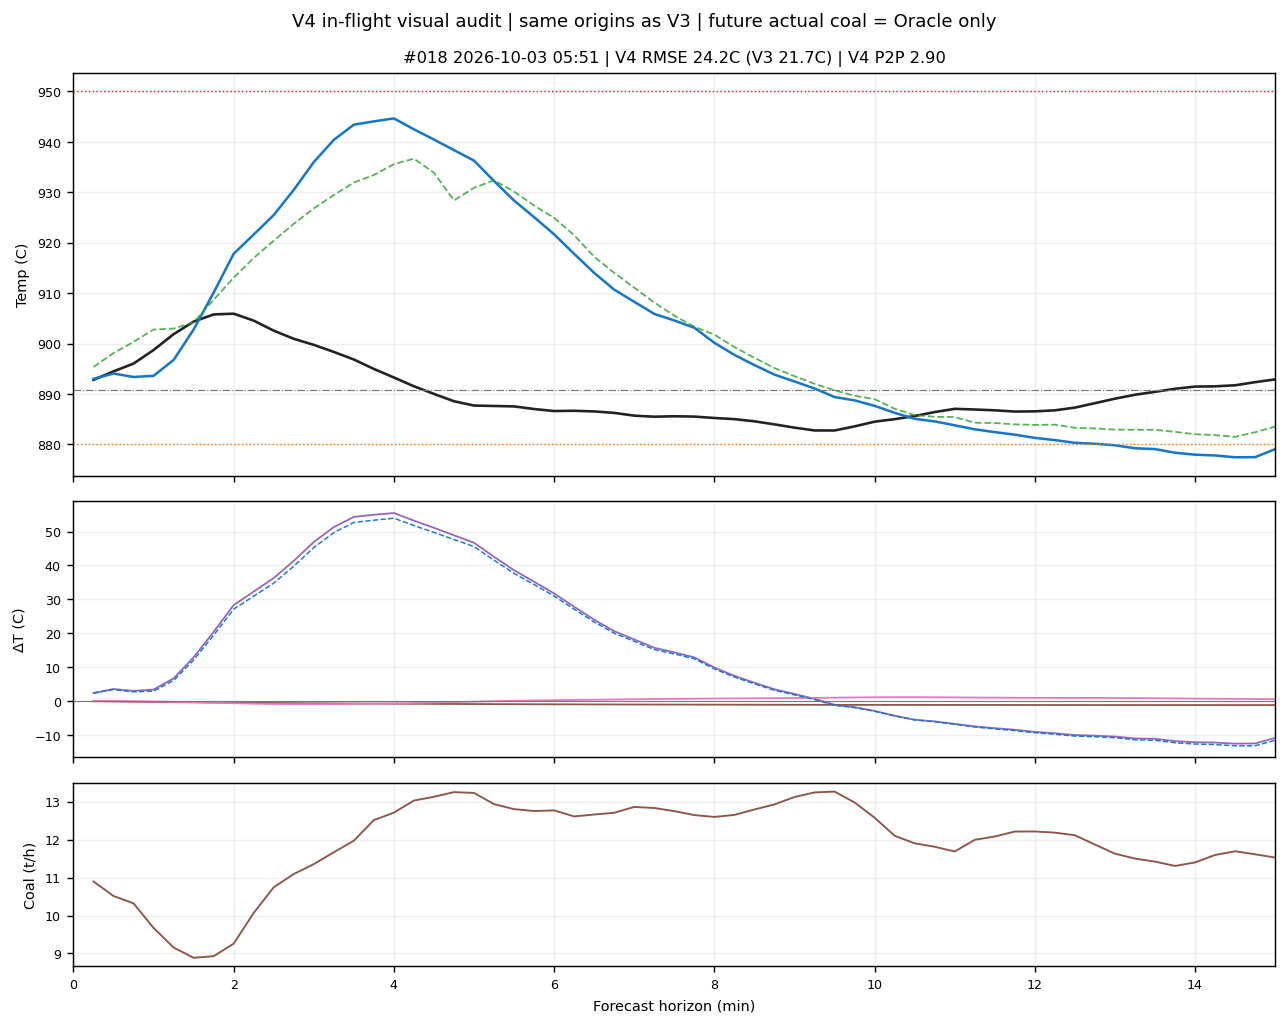 V4 in-flight visual audit | same origins as V3 | future actual coal = Oracle only
#018 2026-10-03 05:51 | V4 RMSE 24.2C (V3 21.7C) | V4 P2P 2.90
Temp (C)
950
940
930
920
910
900
890
880
ΔT (C)
50
40
30
20
10
0
−10
Coal (t/h)
13
12
11
10
9
0 2 4 6 8 10 12 14
Forecast horizon (min)